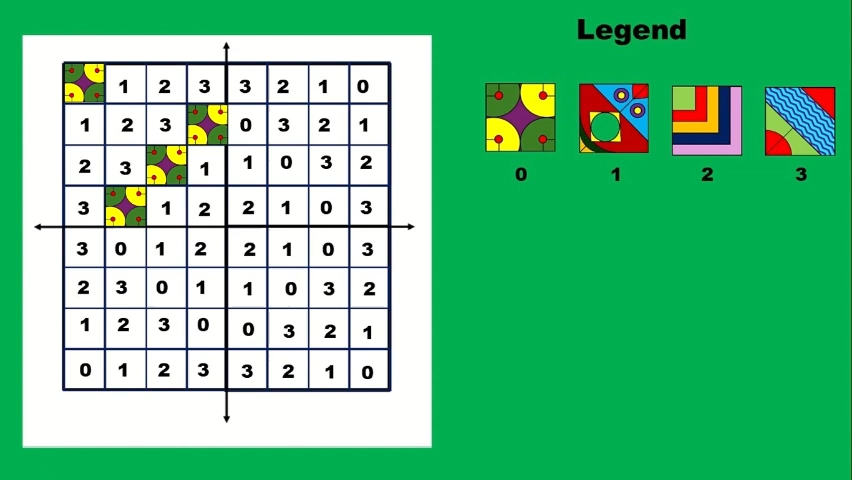 Legend
0 1 2 3
1 2 3 3 2 1 0
1 2 3 0 3 2 1
2 3 1 1 0 3 2
3 1 2 2 1 0 3
3 0 1 2 2 1 0 3
2 3 0 1 1 0 3 2
1 2 3 0 0 3 2 1
0 1 2 3 3 2 1 0